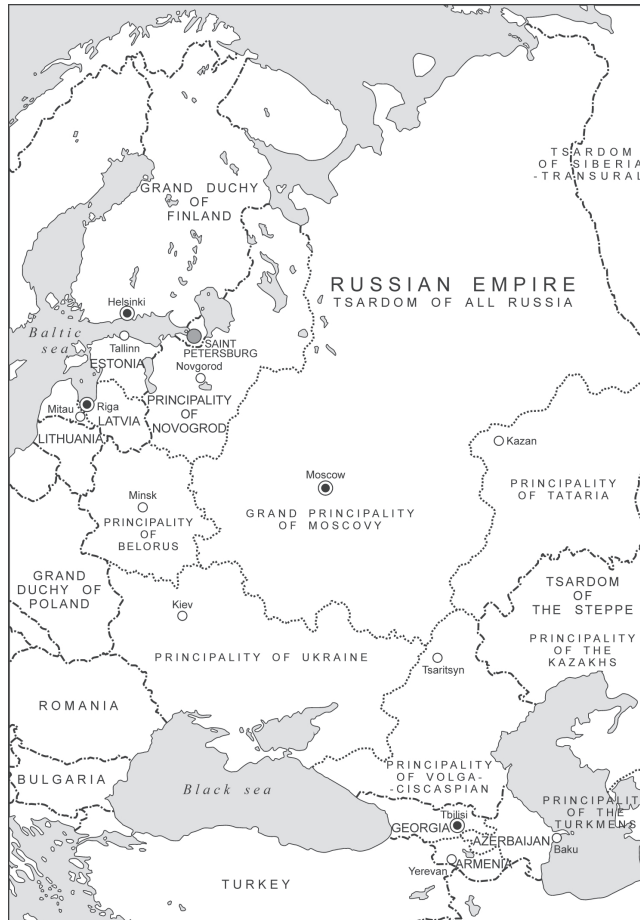 TSARDOM
OF SIBERIA
-TRANSURAL
GRAND DUCHY
OF
FINLAND
RUSSIAN EMPIRE
TSARDOM OF ALL RUSSIA
Helsinki
Baltic
sea
Tallinn
SAINT
PETERSBURG
ESTONIA
Novgorod
Mitau
Riga
LATVIA
PRINCIPALITY
OF
NOVOGROD
LITHUANIA
Kazan
Moscow
PRINCIPALITY
OF TATARIA
Minsk
PRINCIPALITY
OF
BELORUS
GRAND PRINCIPALITY
OF MOSCOVY
GRAND
DUCHY OF
POLAND
TSARDOM
OF
THE STEPPE
Kiev
PRINCIPALITY
OF THE
KAZAKHS
PRINCIPALITY OF UKRAINE
Tsaritsyn
ROMANIA
BULGARIA
Black sea
PRINCIPALITY
OF VOLGA-
-CISCASPIAN
PRINCIPALIT
OF THE
TURKMENS
Tbilisi
GEORGIA
AZERBAIJAN
Baku
Yerevan
ARMENIA
TURKEY